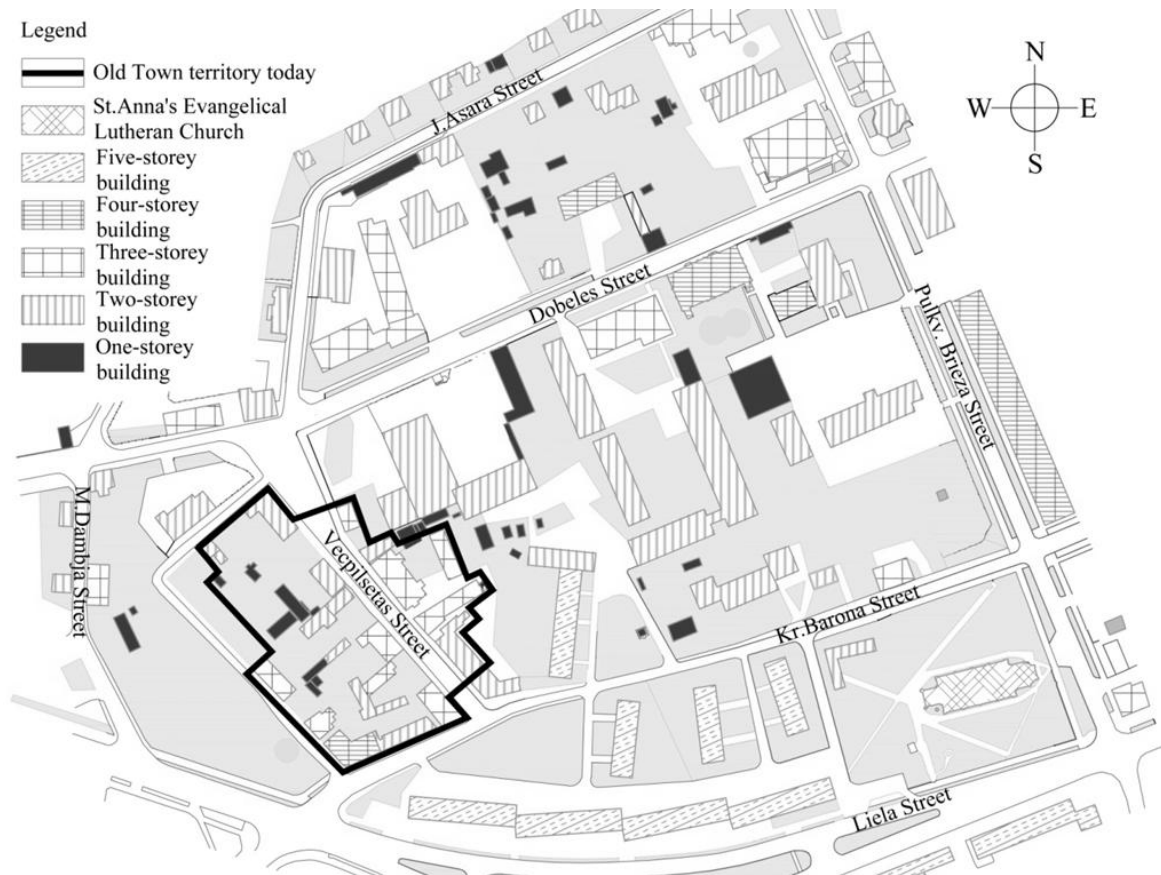 Legend
Old Town territory today
St.Anna's Evangelical
Lutheran Church
Five-storey
building
Four-storey
building
Three-storey
building
Two-storey
building
One-storey
building
N
W
E
S
J.Asara Street
Dobeles Street
Pulkv. Brieza Street
M.Dambja Street
Vecpilsetas Street
Kr.Barona Street
Liela Street